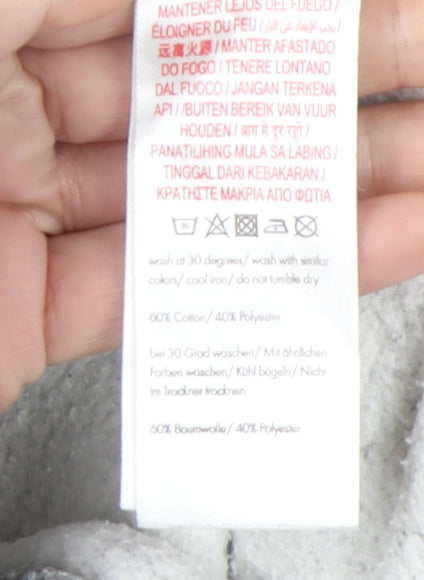 MANTENER LEJOS DEL FUEGO /
ÉLOIGNER DU FEU / يجب الإبعاد عن النار /
远离火源 / MANTER AFASTADO
DO FOGO / TENERE LONTANO
DAL FUOCO / JANGAN TERKENA
API / /BUITEN BEREIK VAN VUUR
HOUDEN / आग से दूर रहो /
PANATILIHING MULA SA LABING /
TINGGAL DARI KEBAKARAN /
ΚΡΑΤΗΣΤΕ ΜΑΚΡΙΑ ΑΠΟ ΦΩΤΙΑ
30
wash at 30 degrees/ wash with similar
colors/ cool iron/ do not tumble dry
60% Cotton/ 40% Polyester
bei 30 Grad waschen/ Mit ähnlichen
Farben waschen/ Kühl bügeln/ Nicht
im Trockner trocknen
60% Baumwolle/ 40% Polyester